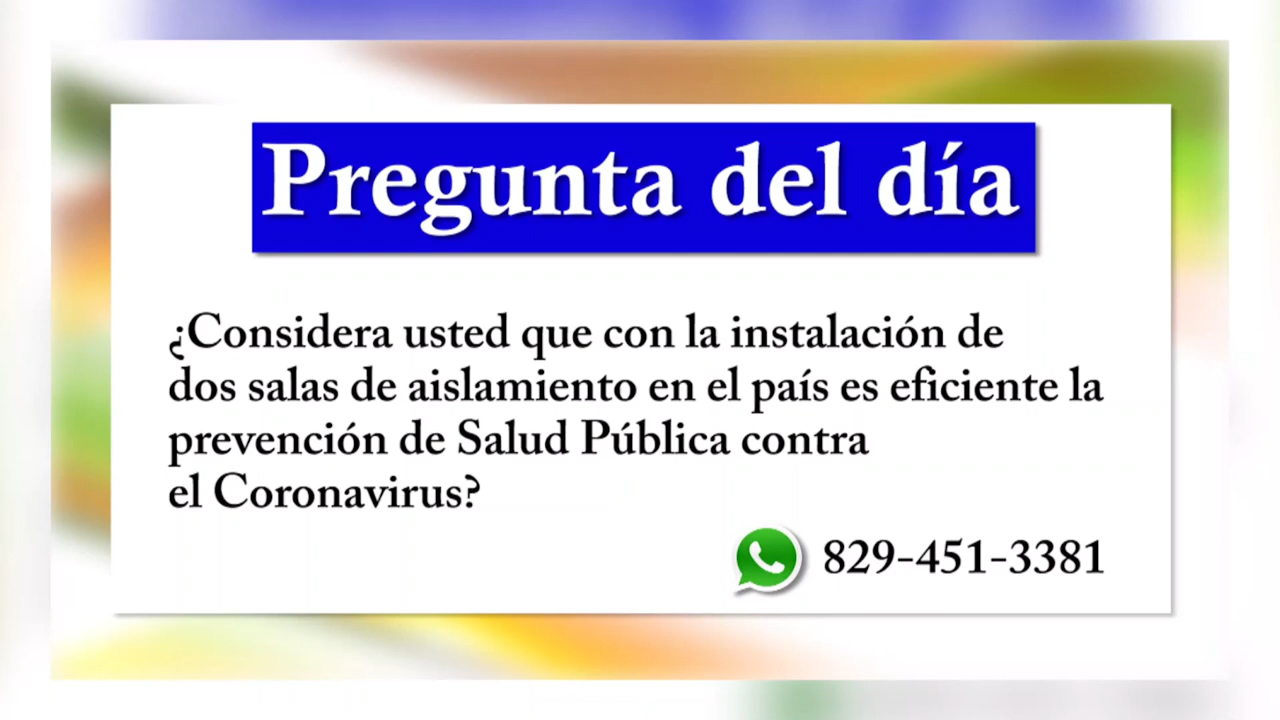 Pregunta del día
¿Considera usted que con la instalación de
dos salas de aislamiento en el país es eficiente la
prevención de Salud Pública contra
el Coronavirus?
829-451-3381